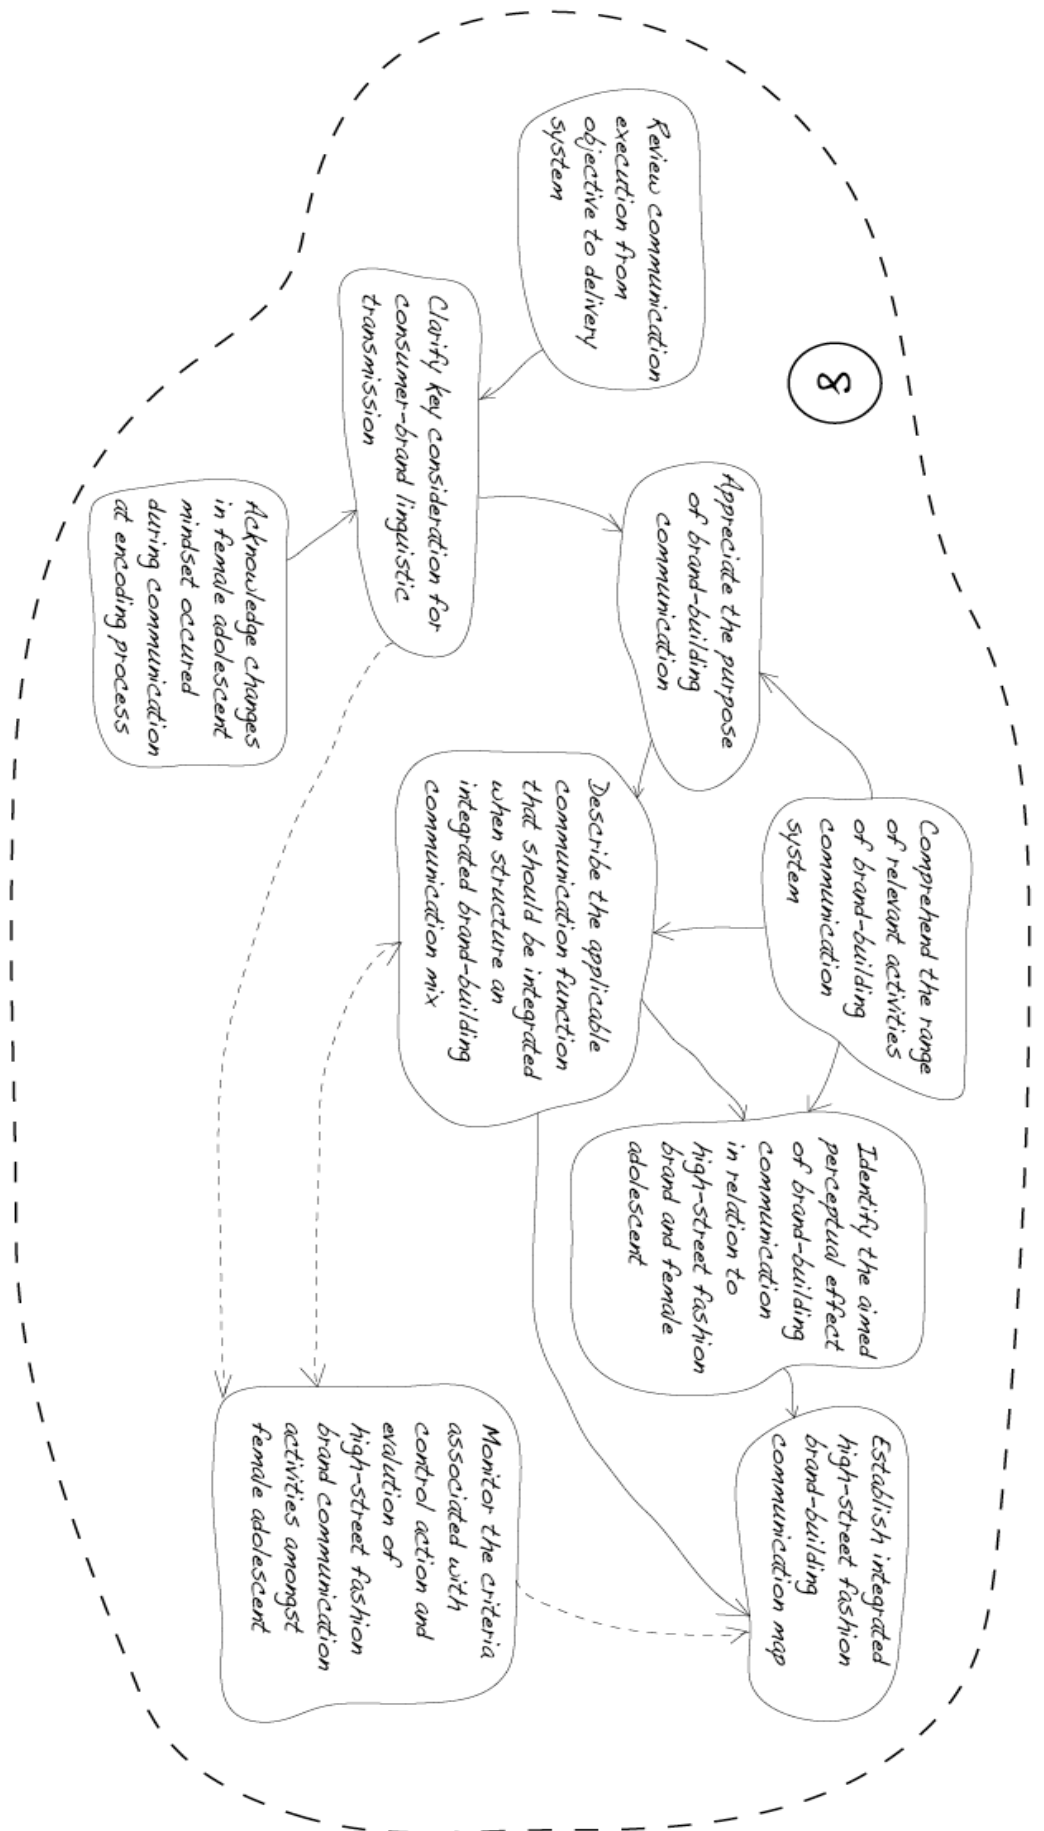 8
Review communication
execution from
objective to delivery
system
Clarify key consideration for
consumer-brand linguistic
transmission
Acknowledge changes
in female adolescent
mindset occured
during communication
at encoding process
Appreciate the purpose
of brand-building
communication
Comprehend the range
of relevant activities
of brand-building
communication
system
Describe the applicable
communication function
that should be integrated
when structure an
integrated brand-building
communication mix
Identify the aimed
perceptual effect
of brand-building
communication
in relation to
high-street fashion
brand and female
adolescent
Establish integrated
high-street fashion
brand-building
communication map
Monitor the criteria
associated with
control action and
evalution of
high-street fashion
brand communication
activities amongst
female adolescent